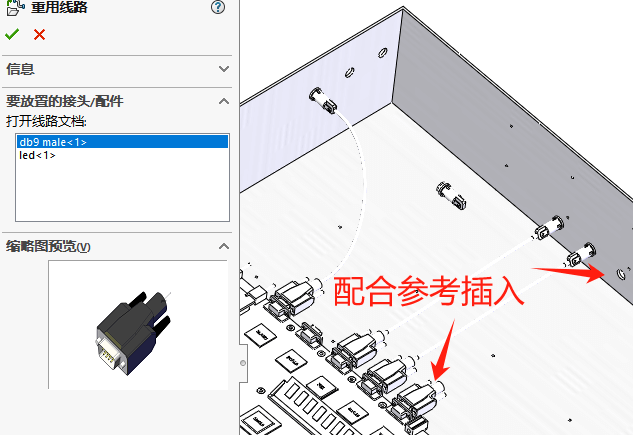 重用线路
信息
要放置的接头/配件
打开线路文档:
db9 male<1>
led<1>
缩略图预览(V)
配合参考插入